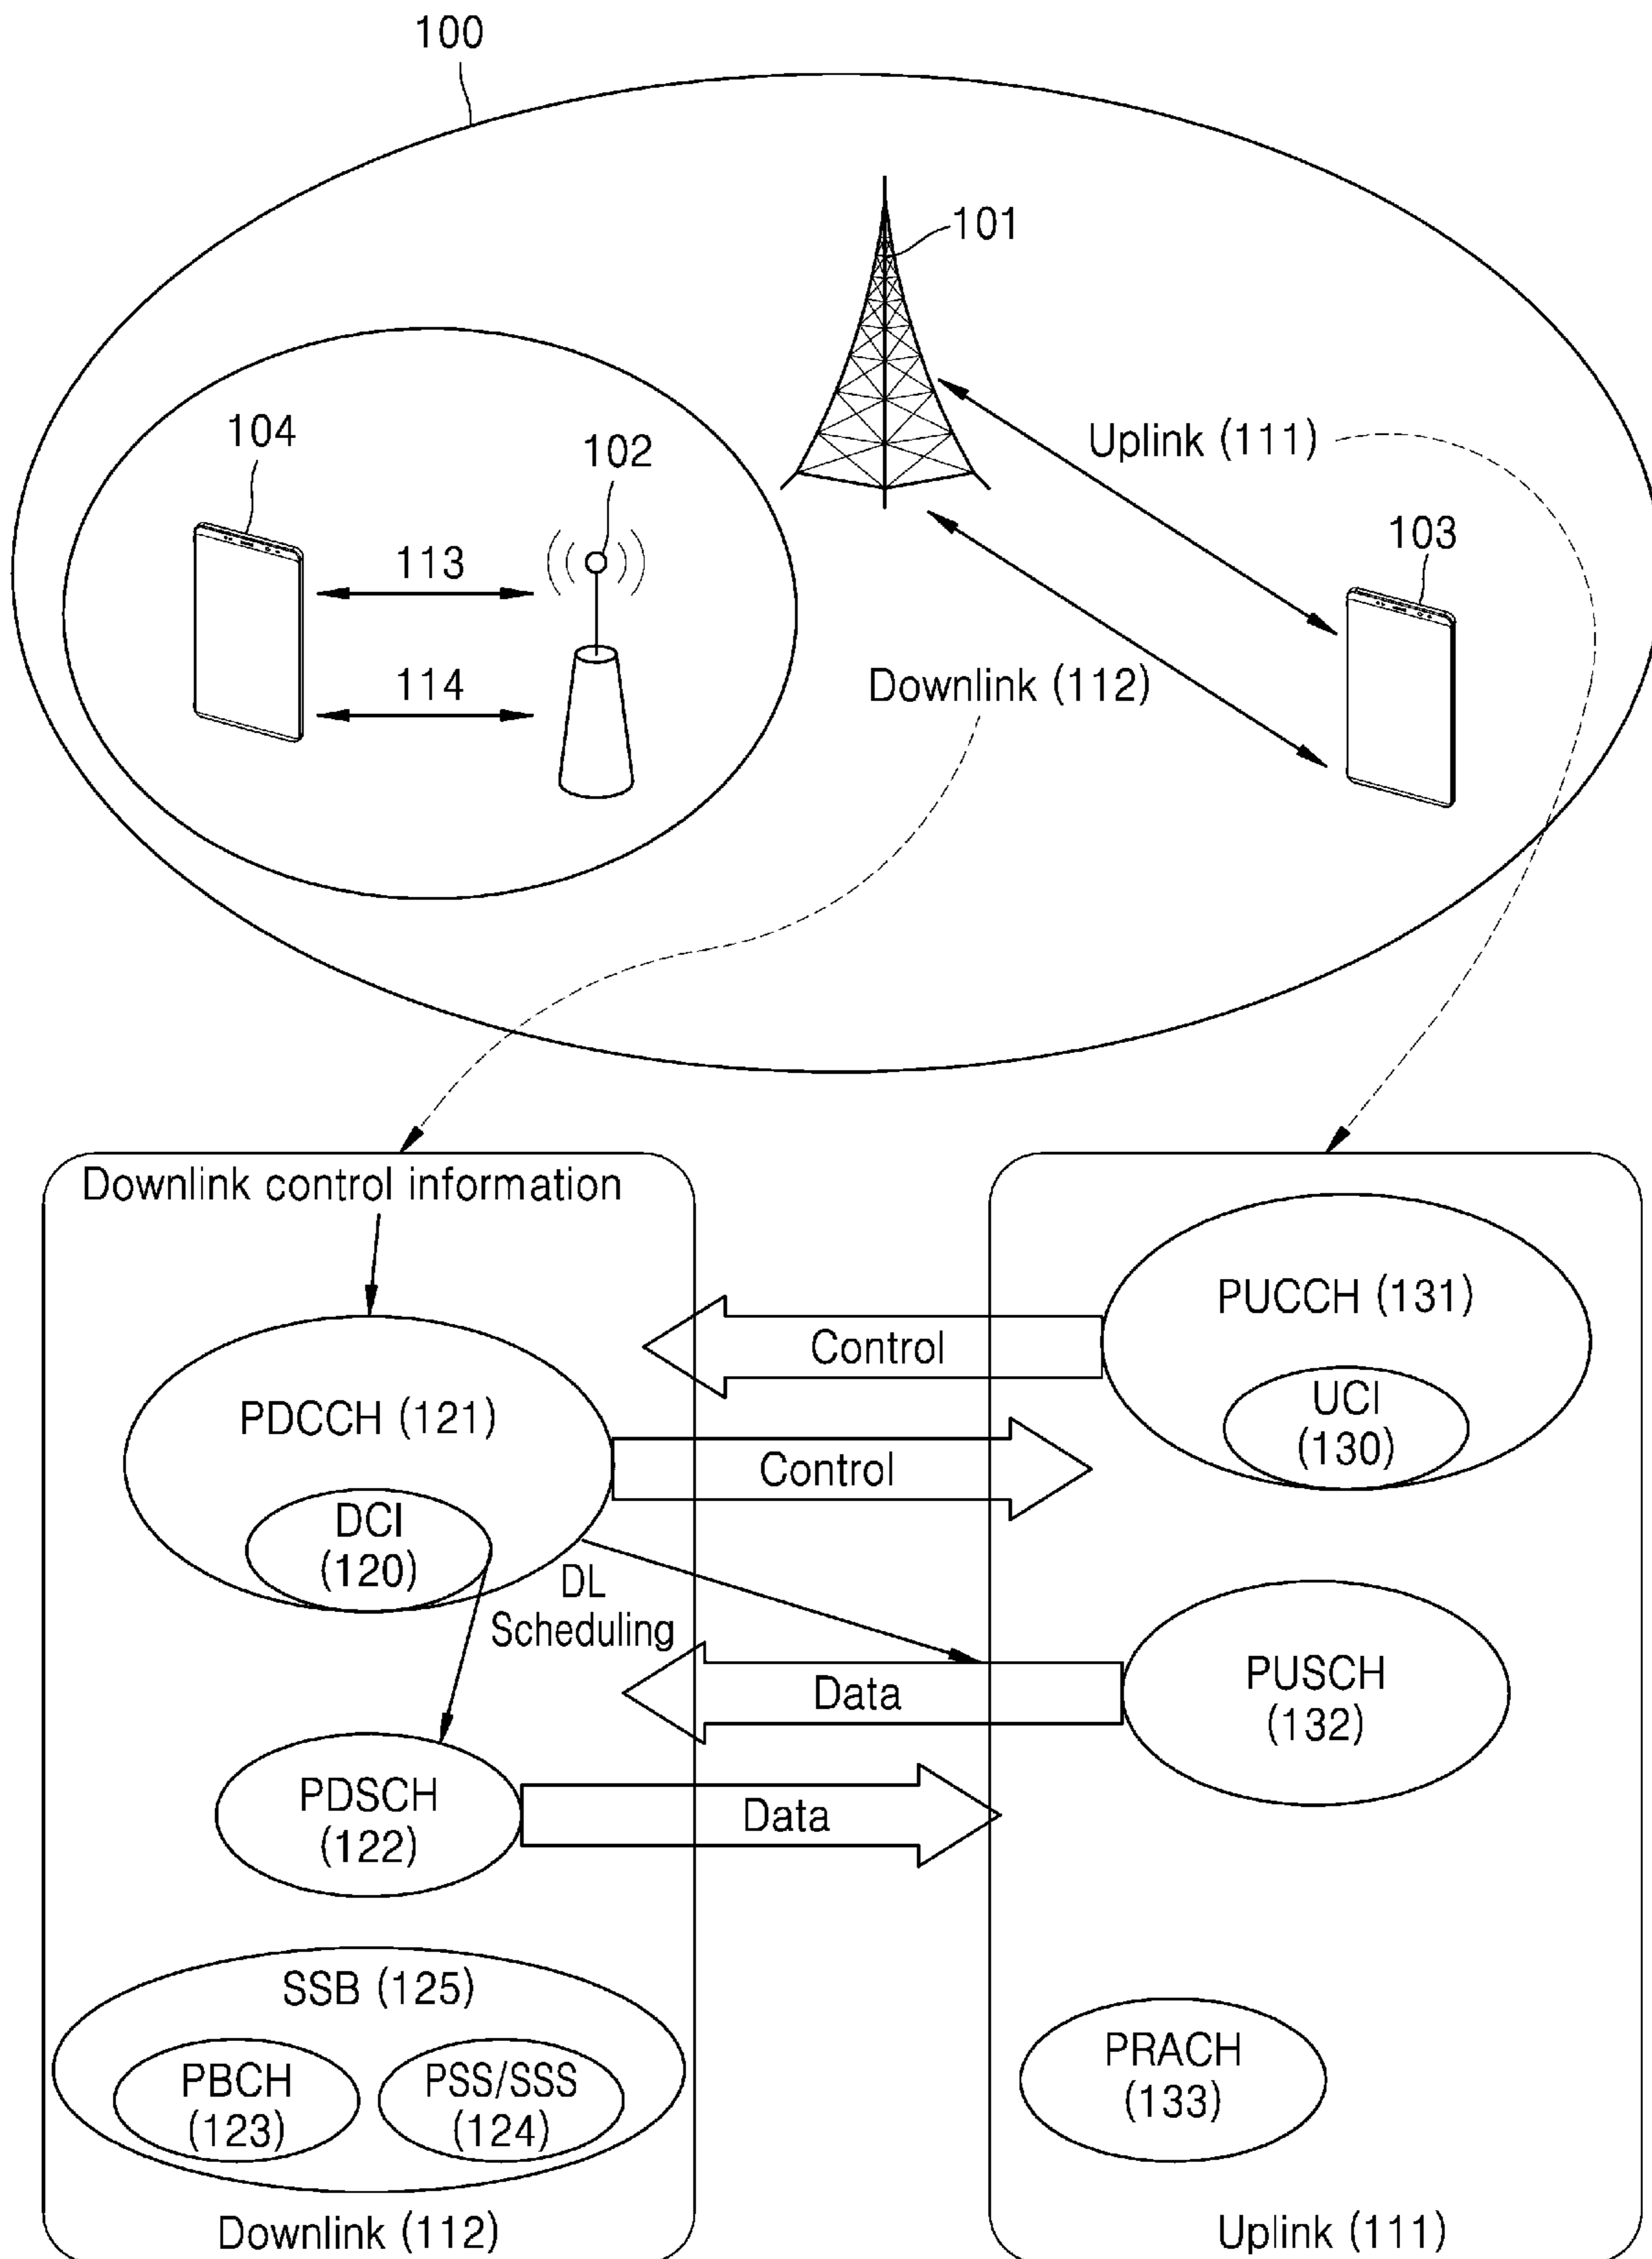 100
101
104
102
Uplink (111)
103
113
114
Downlink (112)
Downlink control information
PUCCH (131)
Control
UCI
(130)
PDCCH (121)
Control
DCI
(120)
DL
Scheduling
Data
PUSCH
(132)
PDSCH
(122)
Data
SSB (125)
PBCH
(123)
PSS/SSS
(124)
PRACH
(133)
Downlink (112)
Uplink (111)